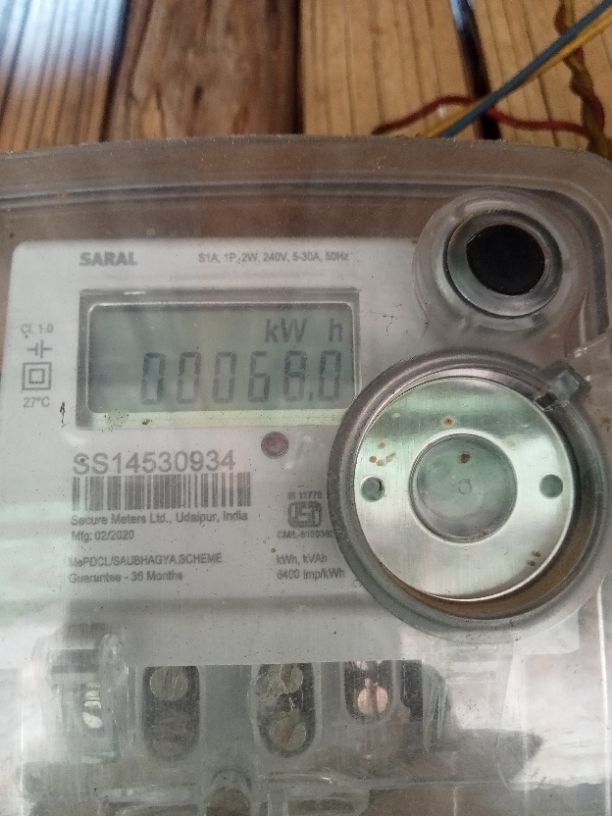 SARAL S1A, 1P, 2W, 240V, 5-30A, 50Hz
CL 1.0
27°C
kW h
00068.0
SS14530934
Secure Meters Ltd., Udaipur, India
Mfg: 02/2020
MePDCL/SAUBHAGYA SCHEME
Guarantee - 36 Months
kWh, kVAh
6400 imp/kWh